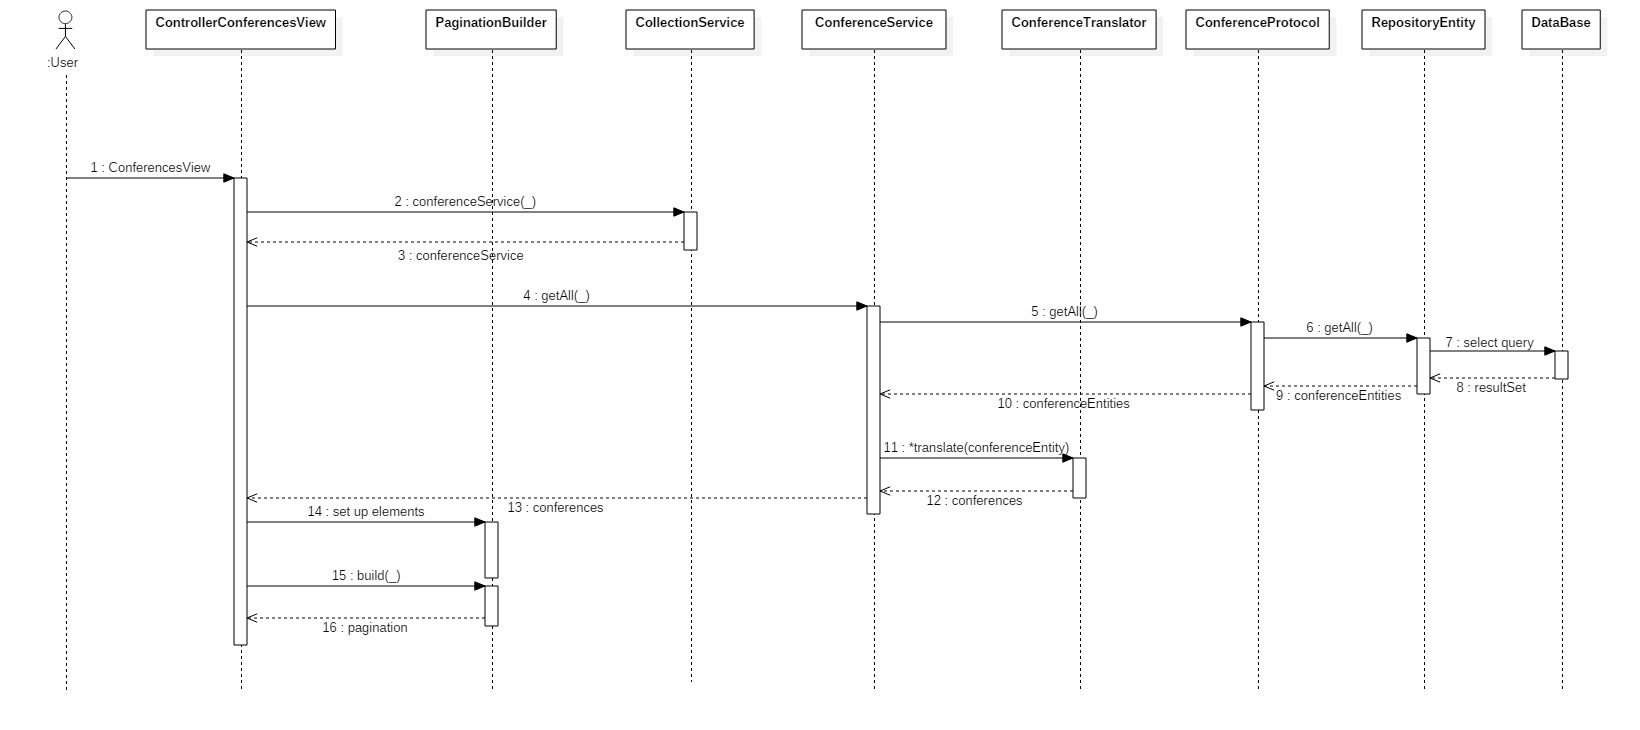 ControllerConferencesView
PaginationBuilder
CollectionService
ConferenceService
ConferenceTranslator
ConferenceProtocol
RepositoryEntity
DataBase
:User
1 : ConferencesView
2 : conferenceService(_)
3 : conferenceService
4 : getAll(_)
5 : getAll(_)
6 : getAll(_)
7 : select query
8 : resultSet
9 : conferenceEntities
10 : conferenceEntities
11 : *translate(conferenceEntity)
12 : conferences
13 : conferences
14 : set up elements
15 : build(_)
16 : pagination